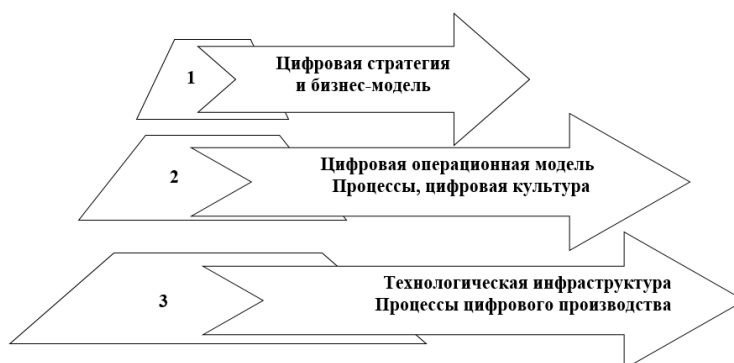 1
Цифровая стратегия
и бизнес-модель
2
Цифровая операционная модель
Процессы, цифровая культура
3
Технологическая инфраструктура
Процессы цифрового производства